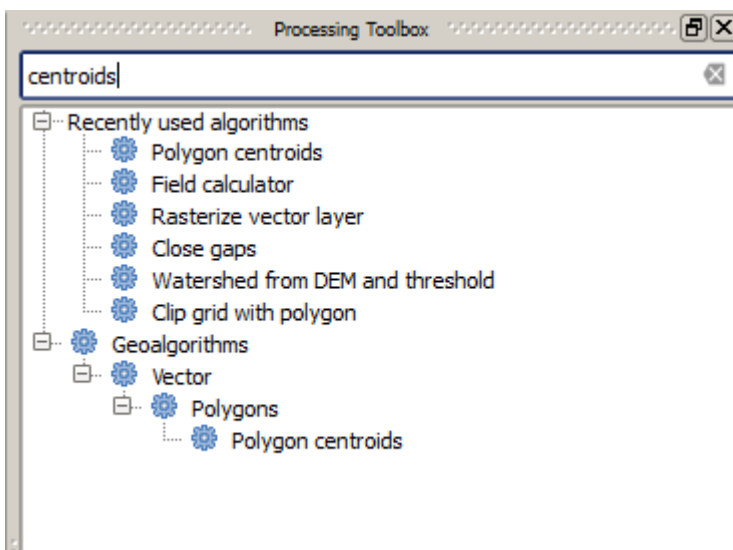 Processing Toolbox
centroids
Recently used algorithms
Polygon centroids
Field calculator
Rasterize vector layer
Close gaps
Watershed from DEM and threshold
Clip grid with polygon
Geoalgorithms
Vector
Polygons
Polygon centroids